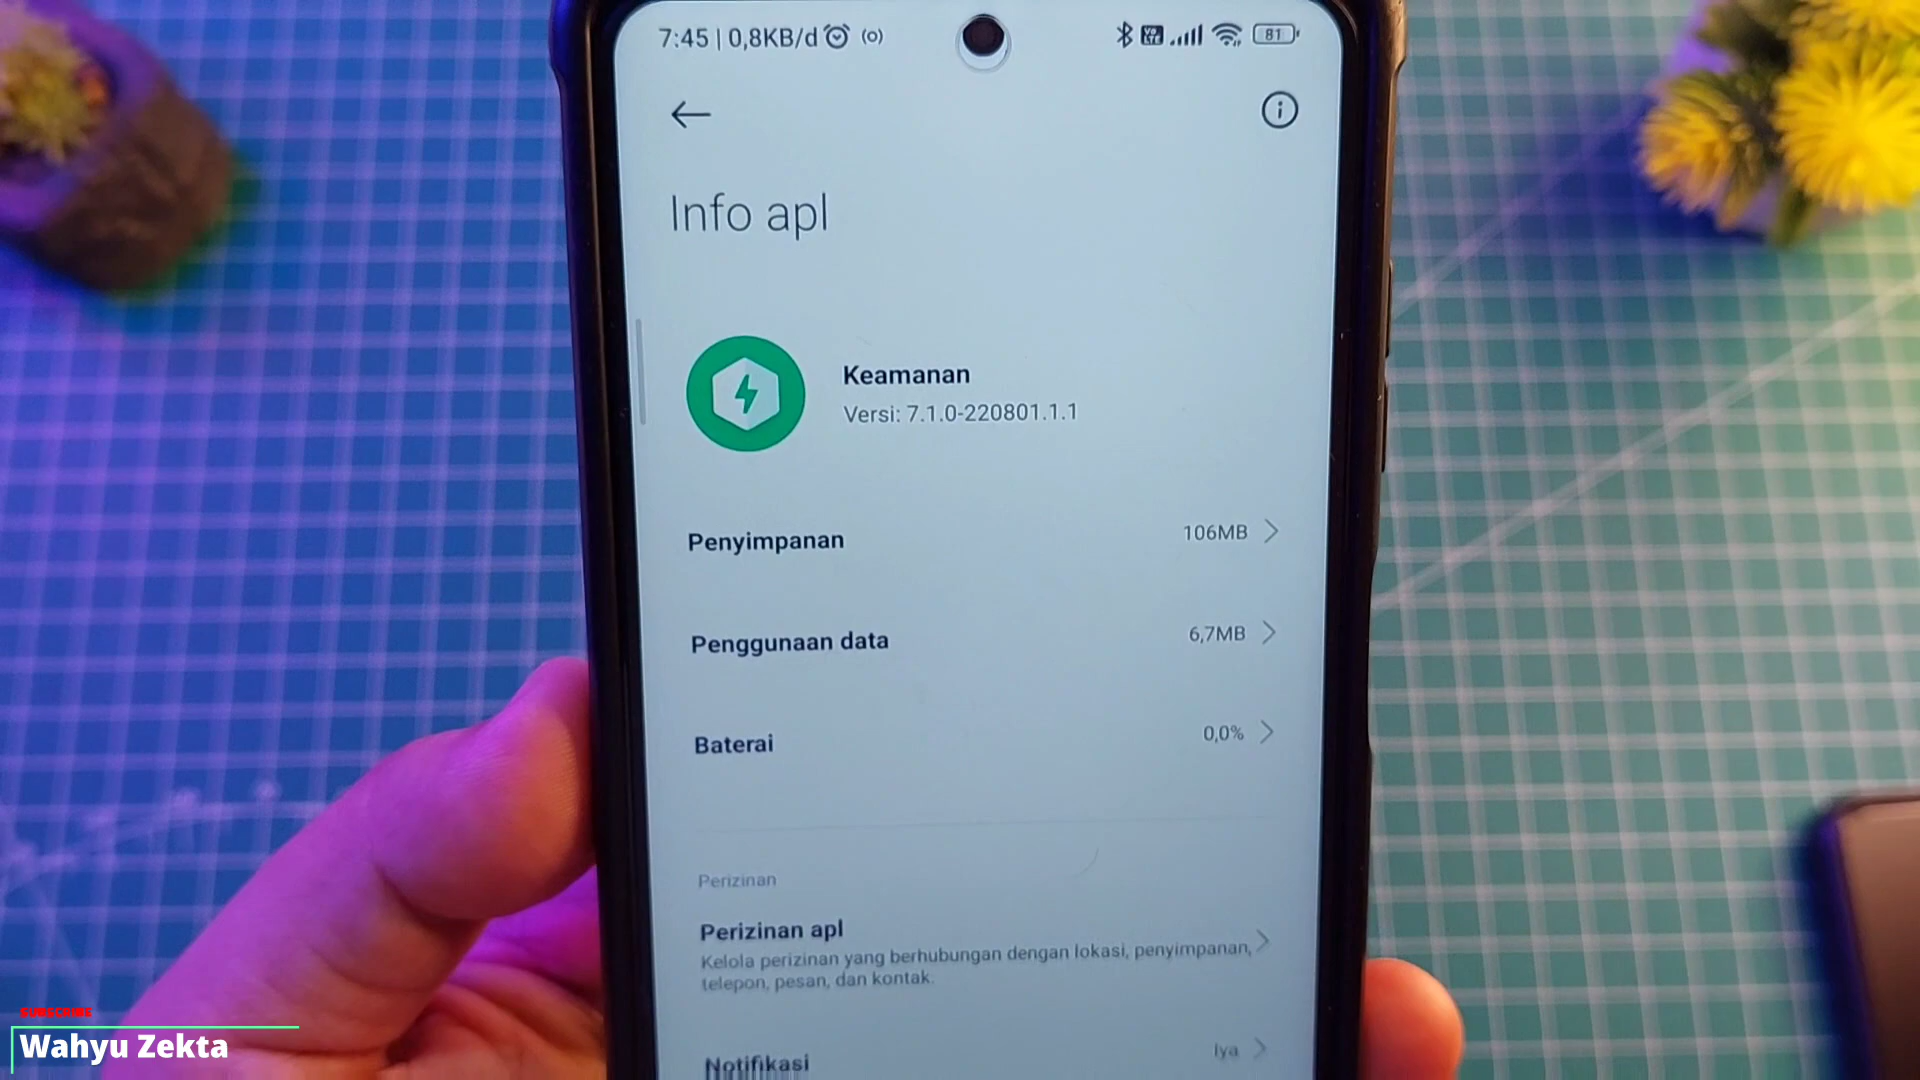 7:45 | 0,8KB/d
81
Info apl
Keamanan
Versi: 7.1.0-220801.1.1
Penyimpanan 106MB
Penggunaan data 6,7MB
Baterai 0,0%
Perizinan
Perizinan apl
Kelola perizinan yang berhubungan dengan lokasi, penyimpanan,
telepon, pesan, dan kontak.
Notifikasi Iya
SUBSCRIBE
Wahyu Zekta